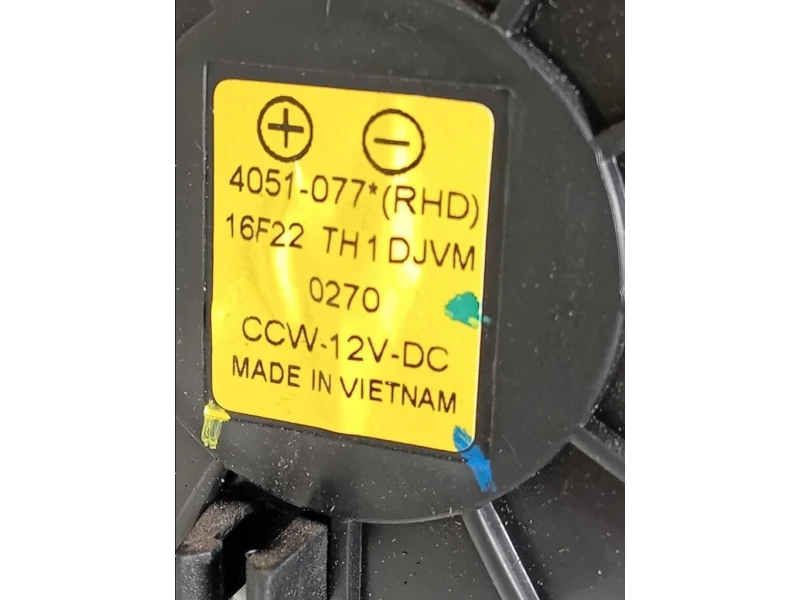 + -
4051-077*(RHD)
16F22 TH1DJVM
0270
CCW-12V-DC
MADE IN VIETNAM